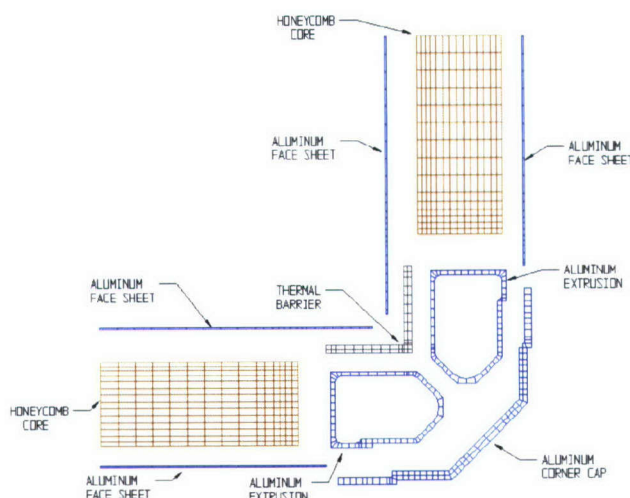 HONEYCOMB
CORE
ALUMINUM
FACE SHEET
ALUMINUM
FACE SHEET
ALUMINUM
FACE SHEET
THERMAL
BARRIER
ALUMINUM
EXTRUSION
HONEYCOMB
CORE
ALUMINUM
FACE SHEET
ALUMINUM
EXTRUSION
ALUMINUM
CORNER CAP